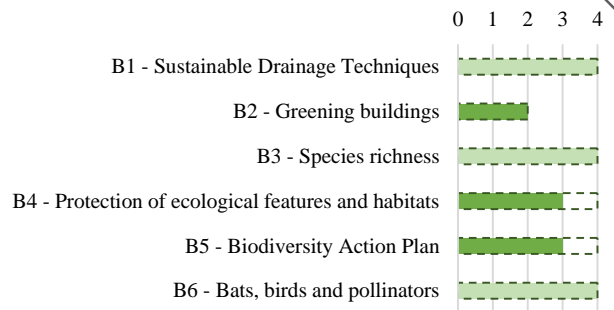 0 1 2 3 4
B1 - Sustainable Drainage Techniques
B2 - Greening buildings
B3 - Species richness
B4 - Protection of ecological features and habitats
B5 - Biodiversity Action Plan
B6 - Bats, birds and pollinators